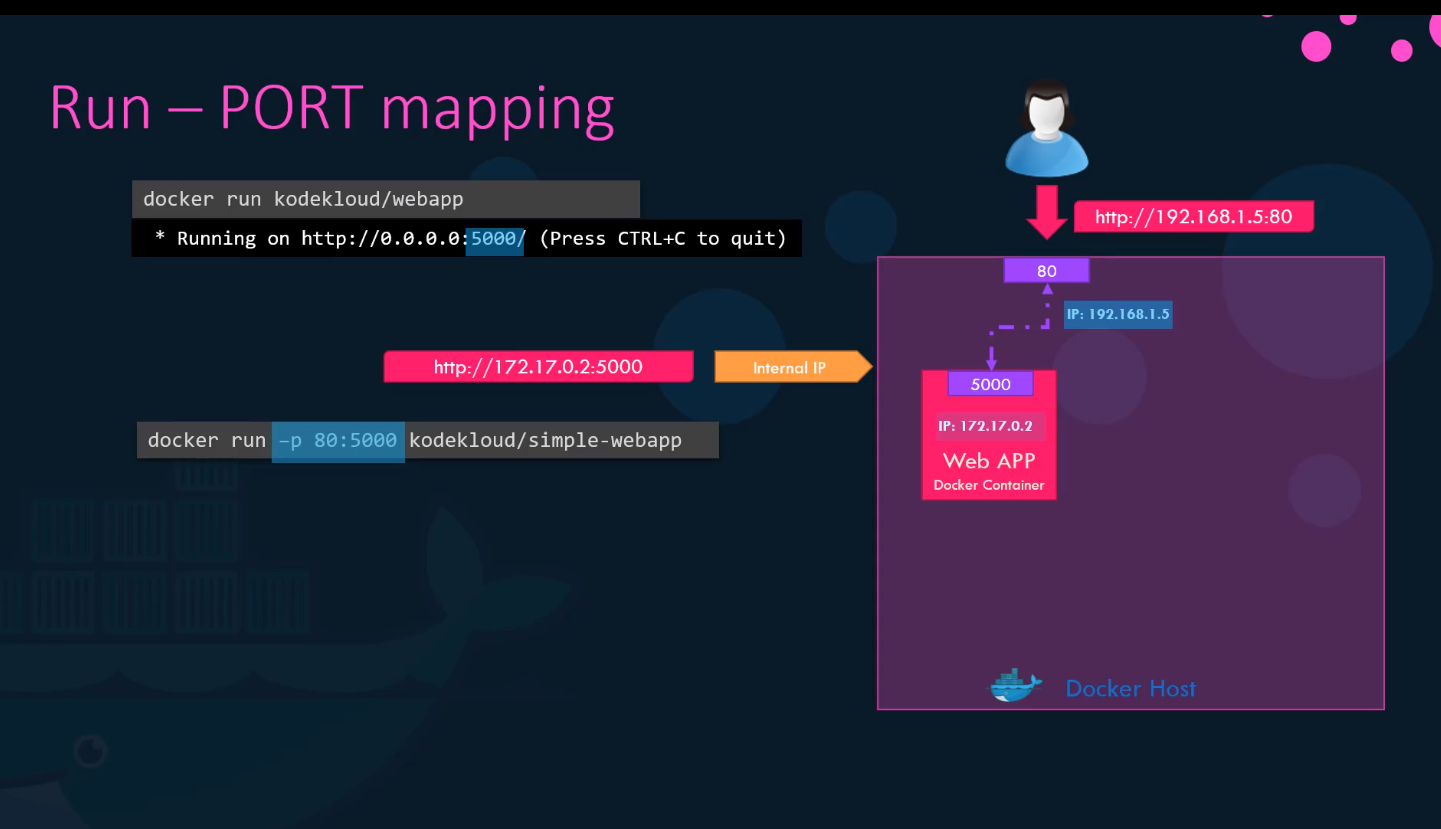 Run – PORT mapping
docker run kodekloud/webapp
* Running on http://0.0.0.0:5000/ (Press CTRL+C to quit)
http://192.168.1.5:80
80
IP: 192.168.1.5
http://172.17.0.2:5000
Internal IP
5000
IP: 172.17.0.2
Web APP
Docker Container
docker run –p 80:5000 kodekloud/simple-webapp
Docker Host